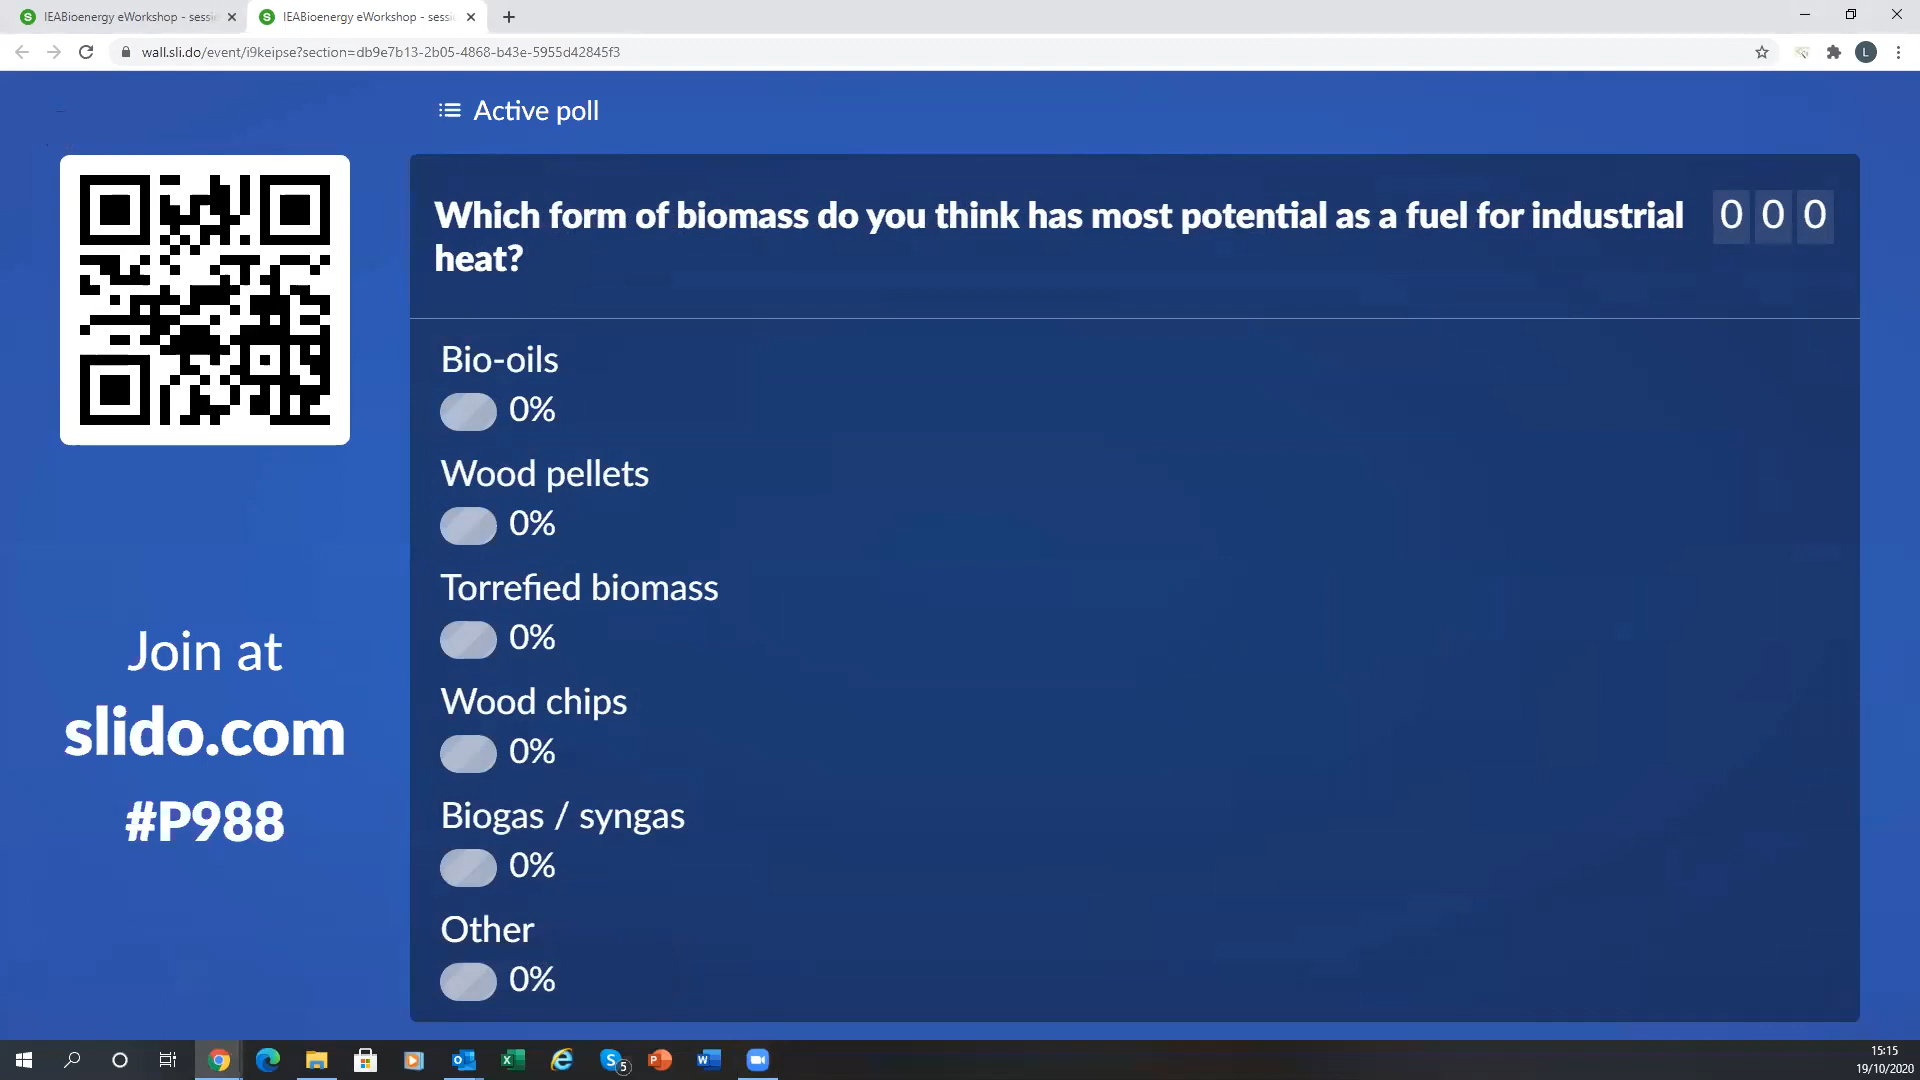 IEABioenergy eWorkshop - sessi
IEABioenergy eWorkshop - sessi
wall.sli.do/event/i9keipse?section=db9e7b13-2b05-4868-b43e-5955d42845f3
L
Active poll
Which form of biomass do you think has most potential as a fuel for industrial
heat?
0 0 0
Bio-oils
0%
Wood pellets
0%
Torrefied biomass
0%
Wood chips
0%
Biogas / syngas
0%
Other
0%
Join at
slido.com
#P988
5
15:15
19/10/2020